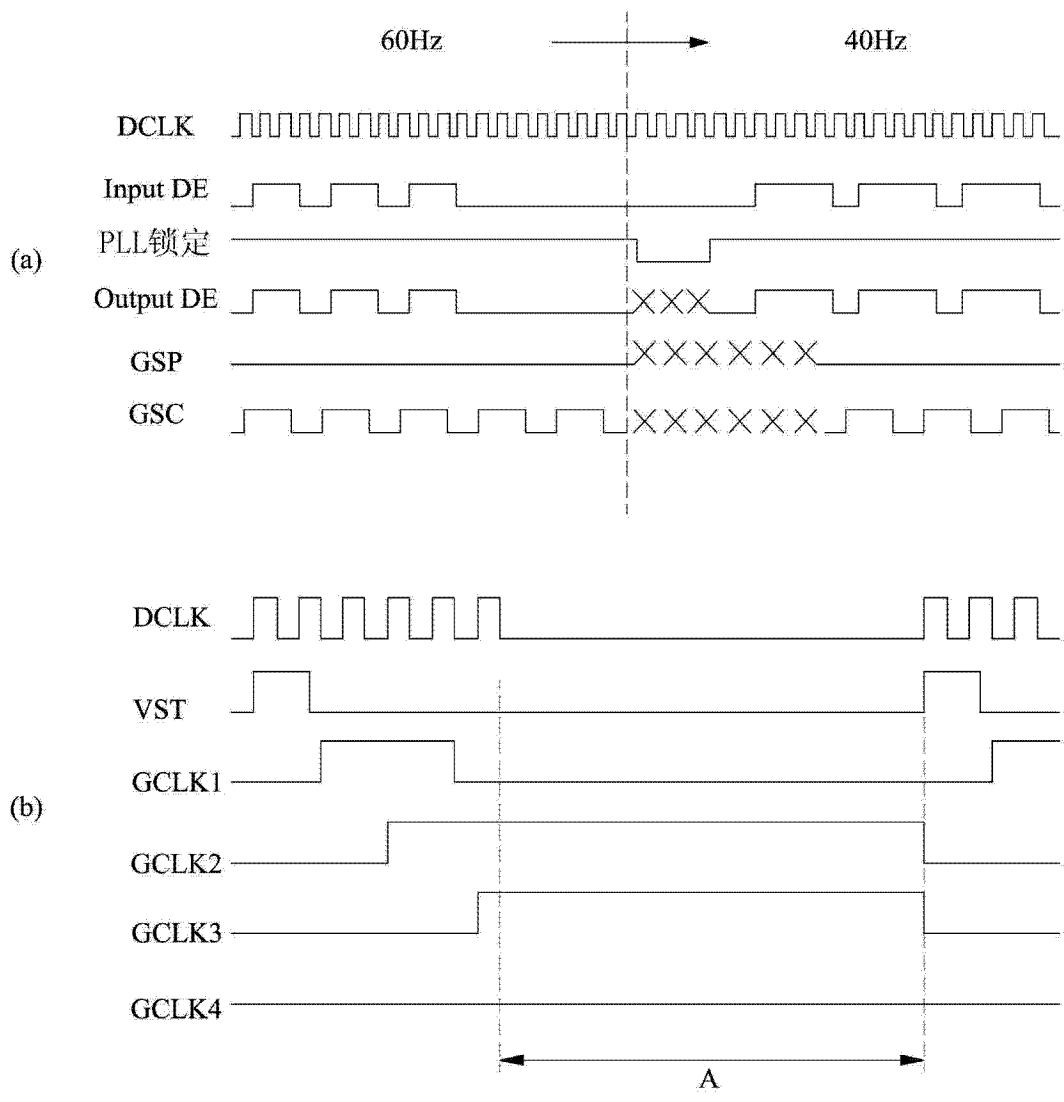 60Hz 40Hz
DCLK
Input DE
PLL锁定
(a)
Output DE
GSP
GSC
DCLK
VST
GCLK1
(b)
GCLK2
GCLK3
GCLK4
A